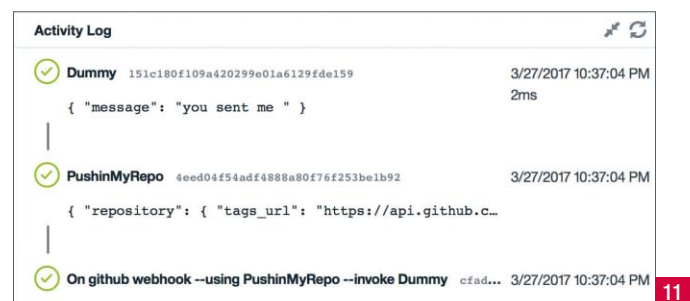 Activity Log
Dummy 151c180f109a420299e01a6129fde159 3/27/2017 10:37:04 PM
2ms
{ "message": "you sent me " }
PushinMyRepo 4eed04f54adf4888a80f76f253be1b92 3/27/2017 10:37:04 PM
{ "repository": { "tags_url": "https://api.github.c...
On github webhook --using PushinMyRepo --invoke Dummy cfad... 3/27/2017 10:37:04 PM
11